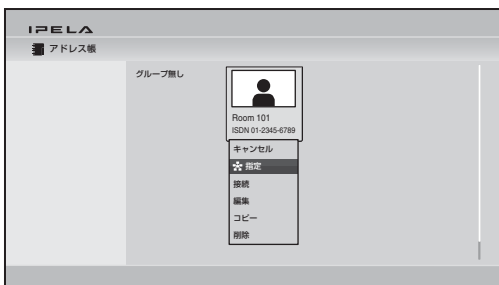 IPELA
アドレス帳
グループ無し
Room 101
ISDN 01-2345-6789
キャンセル
指定
接続
編集
コピー
削除